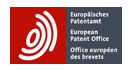 Europäisches
Patentamt
European
Patent Office
Office européen
des brevets